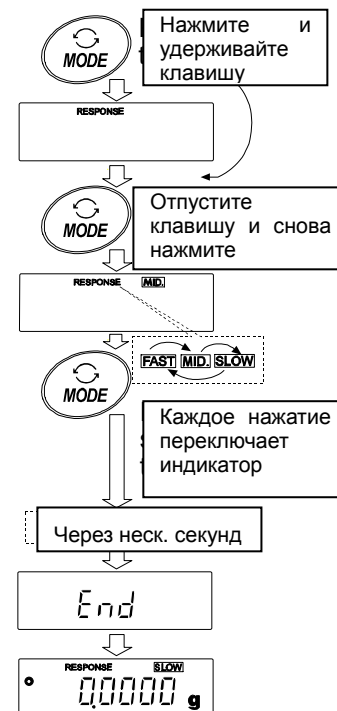 Нажмите и
удерживайте
клавишу
MODE
RESPONSE
Отпустите
клавишу и снова
нажмите
MODE
RESPONSE MID.
FAST MID. SLOW
MODE
Каждое нажатие
переключает
индикатор
Через неск. секунд
End
RESPONSE SLOW
0.0000 g